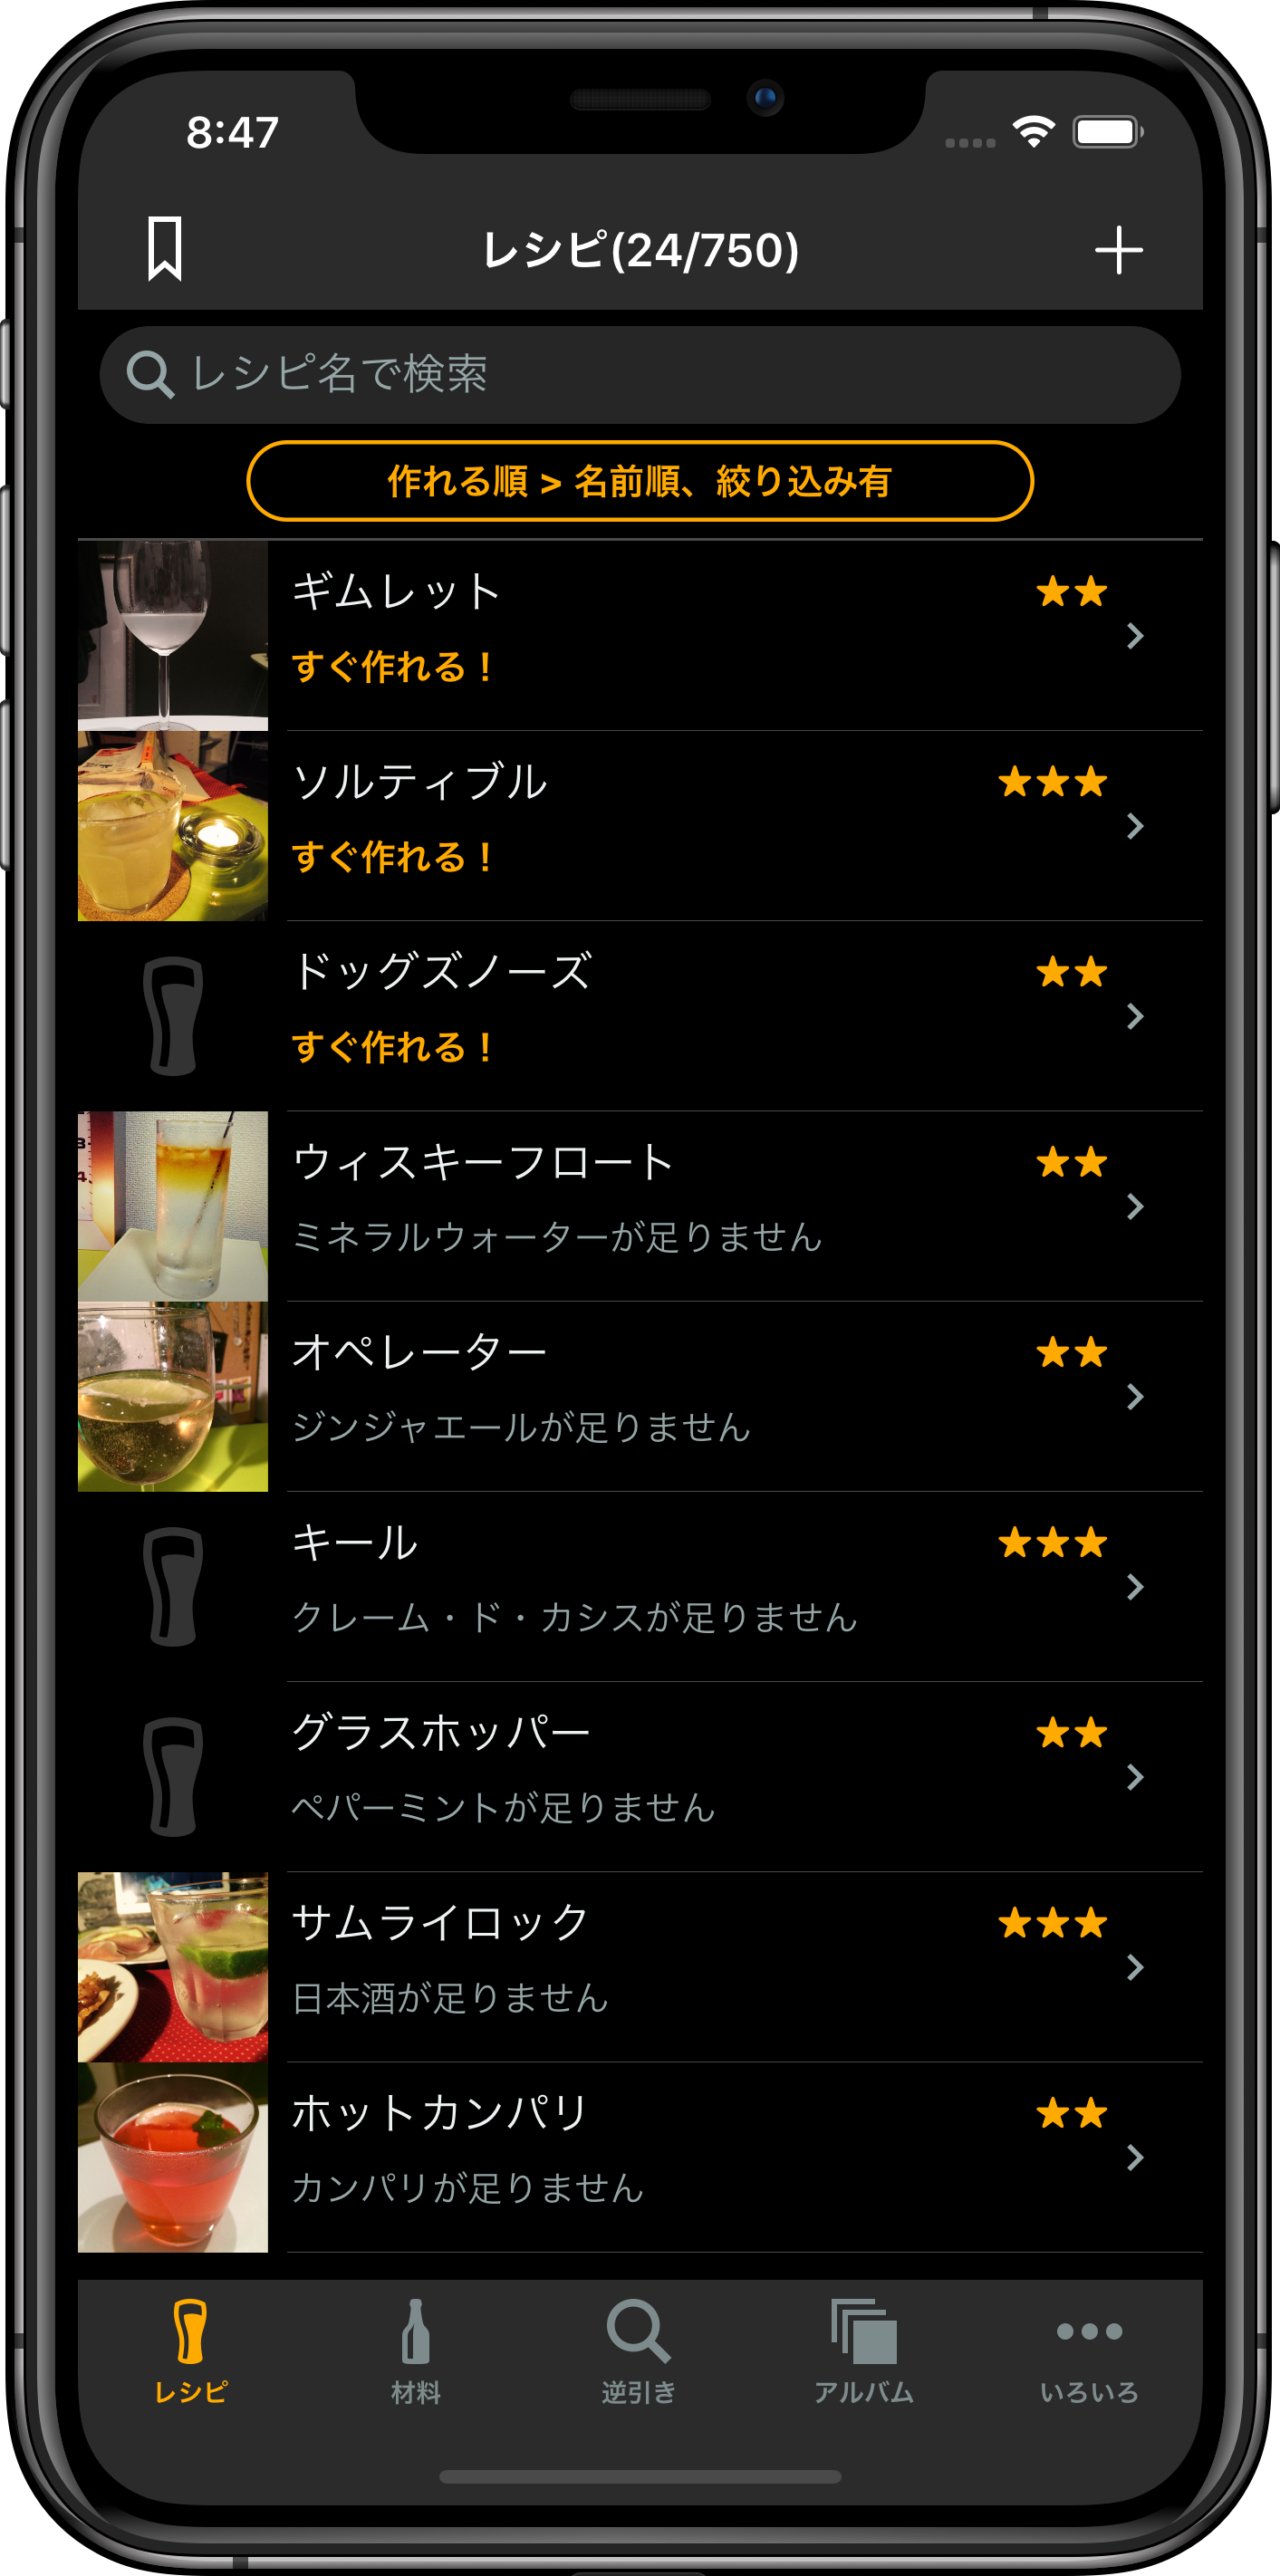 8:47
レシピ(24/750)
レシピ名で検索
作れる順 > 名前順、絞り込み有
ギムレット
すぐ作れる！
ソルティブル
すぐ作れる！
ドッグズノーズ
すぐ作れる！
ウィスキーフロート
ミネラルウォーターが足りません
オペレーター
ジンジャエールが足りません
キール
クレーム・ド・カシスが足りません
グラスホッパー
ペパーミントが足りません
サムライロック
日本酒が足りません
ホットカンパリ
カンパリが足りません
レシピ
材料
逆引き
アルバム
いろいろ